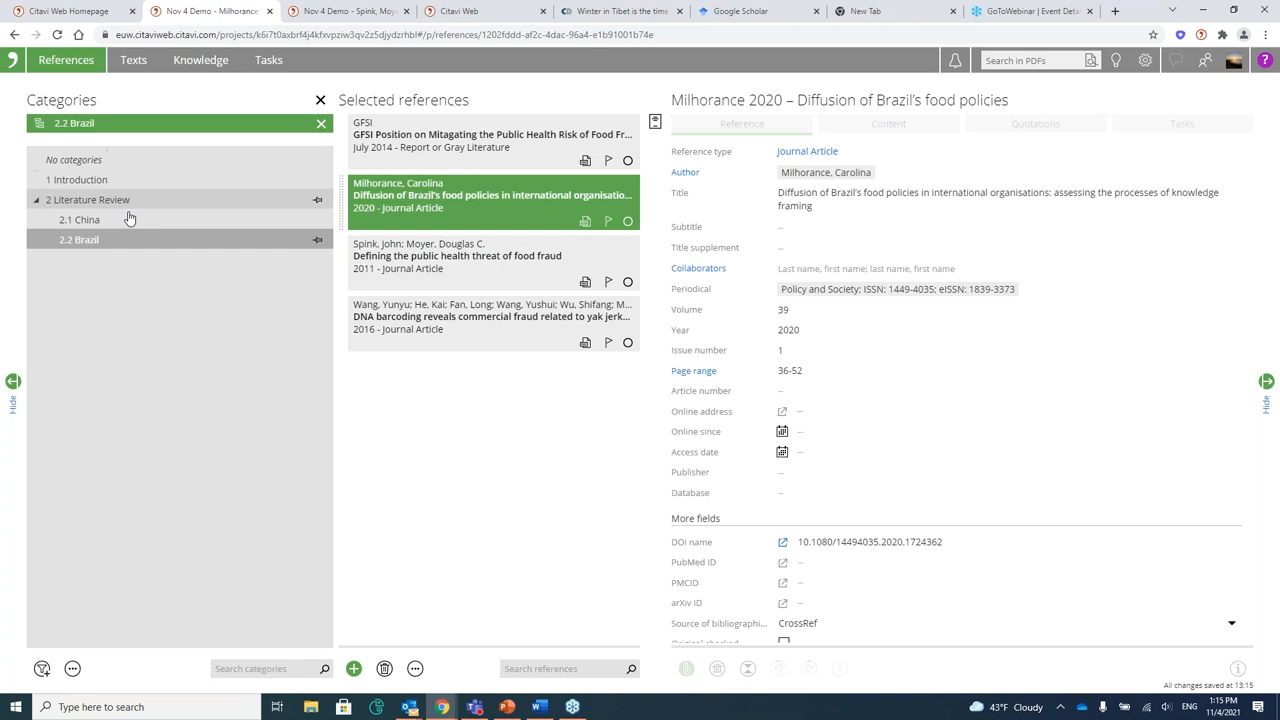 Citavi Web Homepage
Nov 4 Demo - Milhoranc
Nov 4 Demo - Spink, Moy
Citavi Web
Citavi Web
Winter in Tübingen
Google Scholar
New Tab
GoToWebinar | Event Deta
euw.citaviweb.citavi.com/projects/k6i7t0axbrf4j4kfxvpziw3qv2z5djydzrhbl#/p/references/1202fddd-af2c-4dac-96a4-e1b91001b74e
References
Texts
Knowledge
Tasks
Search in PDFs
Categories
2.2 Brazil
No categories
1 Introduction
2 Literature Review
2.1 China
2.2 Brazil
Hide
Search categories
Selected references
GFSI
GFSI Position on Mitagating the Public Health Risk of Food Fr...
July 2014 - Report or Gray Literature
Milhorance, Carolina
Diffusion of Brazil's food policies in international organisatio...
2020 - Journal Article
Spink, John; Moyer, Douglas C.
Defining the public health threat of food fraud
2011 - Journal Article
Wang, Yunyu; He, Kai; Fan, Long; Wang, Yushui; Wu, Shifang; M...
DNA barcoding reveals commercial fraud related to yak jerk...
2016 - Journal Article
Search references
Milhorance 2020 – Diffusion of Brazil's food policies
Reference
Content
Quotations
Tasks
Reference type Journal Article
Author Milhorance, Carolina
Title Diffusion of Brazil's food policies in international organisations: assessing the processes of knowledge
framing
Subtitle --
Title supplement --
Collaborators Last name, first name; last name, first name
Periodical Policy and Society; ISSN: 1449-4035; eISSN: 1839-3373
Volume 39
Year 2020
Issue number 1
Page range 36-52
Article number --
Online address --
Online since --
Access date --
Publisher --
Database --
More fields
DOI name 10.1080/14494035.2020.1724362
PubMed ID --
PMCID --
arXiv ID --
Source of bibliographi... CrossRef
Hide
All changes saved at 13:15
Type here to search
43°F Cloudy
1:15 PM
11/4/2021